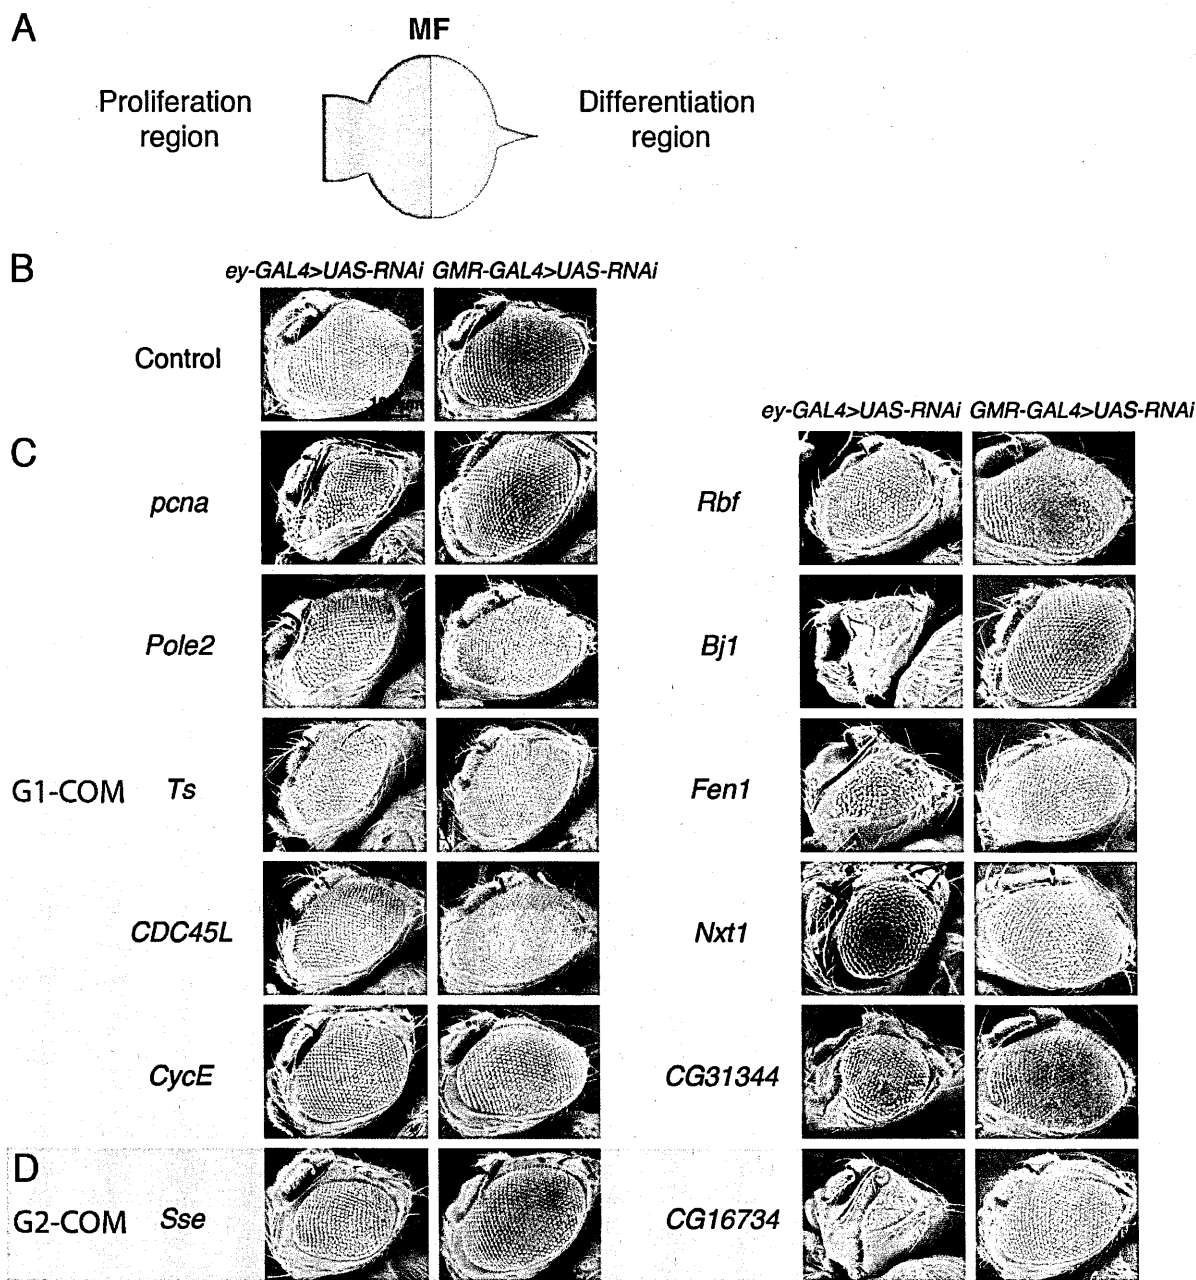 A
MF
Proliferation
region
Differentiation
region
B
ey-GAL4>UAS-RNAi GMR-GAL4>UAS-RNAi
Control
ey-GAL4>UAS-RNAi GMR-GAL4>UAS-RNAi
C
pcna
Rbf
Pole2
Bj1
G1-COM
Ts
Fen1
CDC45L
Nxt1
CycE
CG31344
D
G2-COM
Sse
CG16734